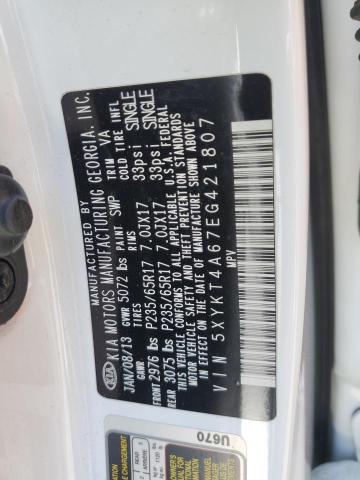 MANUFACTURED BY
KIA KIA MOTORS MANUFACTURING GEORGIA, INC.
JAN/08/13 GVWR 5072 lbs PAINT SWP TRIM VA
GAWR: TIRES RIMS COLD TIRE INFL
FRONT 2976 lbs P235/65R17 7.0JX17 33psi SINGLE
REAR 3075 lbs P235/65R17 7.0JX17 33psi SINGLE
THIS VEHICLE CONFORMS TO ALL APPLICABLE U.S.A. FEDERAL
MOTOR VEHICLE SAFETY AND THEFT PREVENTION STANDARDS
IN EFFECT ON THE DATE OF MANUFACTURE SHOWN ABOVE
VIN 5XYKT4A67EG421807
MPV
U670